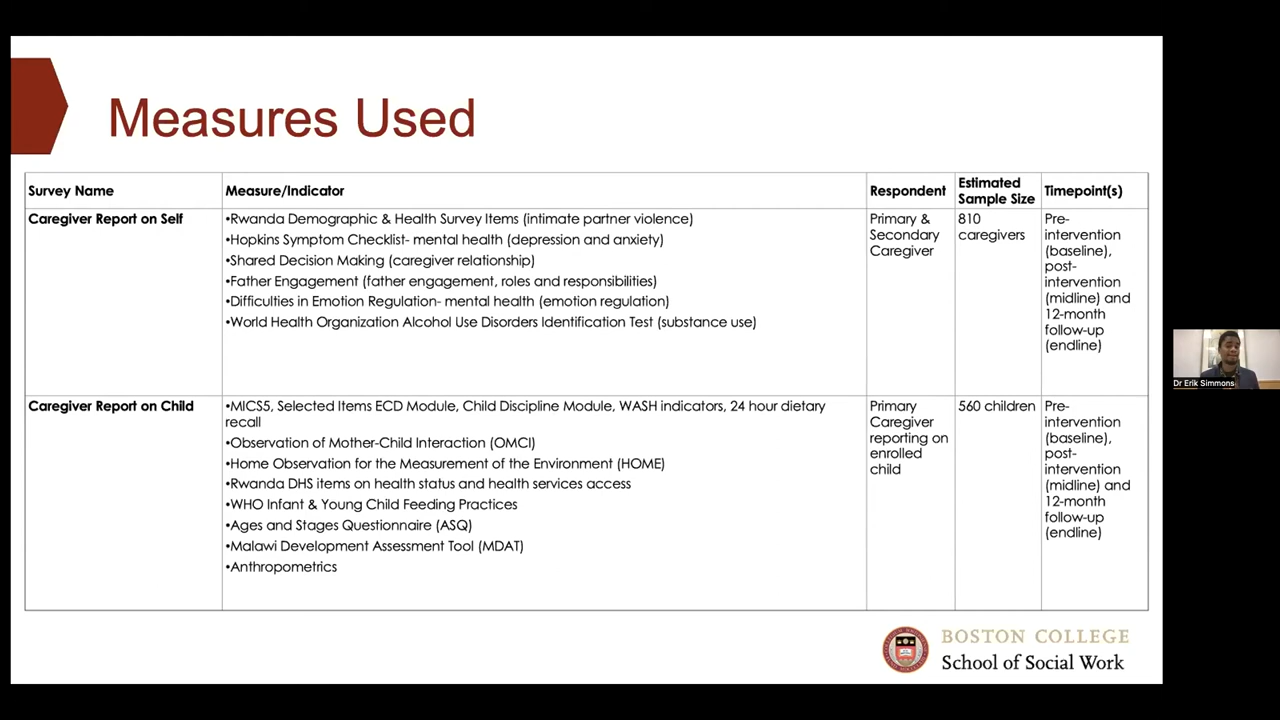 Measures Used
Survey Name
Measure/Indicator
Respondent
Estimated
Sample Size
Timepoint(s)
Caregiver Report on Self
•Rwanda Demographic & Health Survey Items (intimate partner violence)
•Hopkins Symptom Checklist- mental health (depression and anxiety)
•Shared Decision Making (caregiver relationship)
•Father Engagement (father engagement, roles and responsibilities)
•Difficulties in Emotion Regulation- mental health (emotion regulation)
•World Health Organization Alcohol Use Disorders Identification Test (substance use)
Primary &
Secondary
Caregiver
810
caregivers
Pre-
intervention
(baseline),
post-
intervention
(midline) and
12-month
follow-up
(endline)
Caregiver Report on Child
•MICS5, Selected Items ECD Module, Child Discipline Module, WASH indicators, 24 hour dietary
recall
•Observation of Mother-Child Interaction (OMCI)
•Home Observation for the Measurement of the Environment (HOME)
•Rwanda DHS items on health status and health services access
•WHO Infant & Young Child Feeding Practices
•Ages and Stages Questionnaire (ASQ)
•Malawi Development Assessment Tool (MDAT)
•Anthropometrics
Primary
Caregiver
reporting on
enrolled
child
560 children
Pre-
intervention
(baseline),
post-
intervention
(midline) and
12-month
follow-up
(endline)
BOSTON COLLEGE
School of Social Work
Dr Erik Simmons